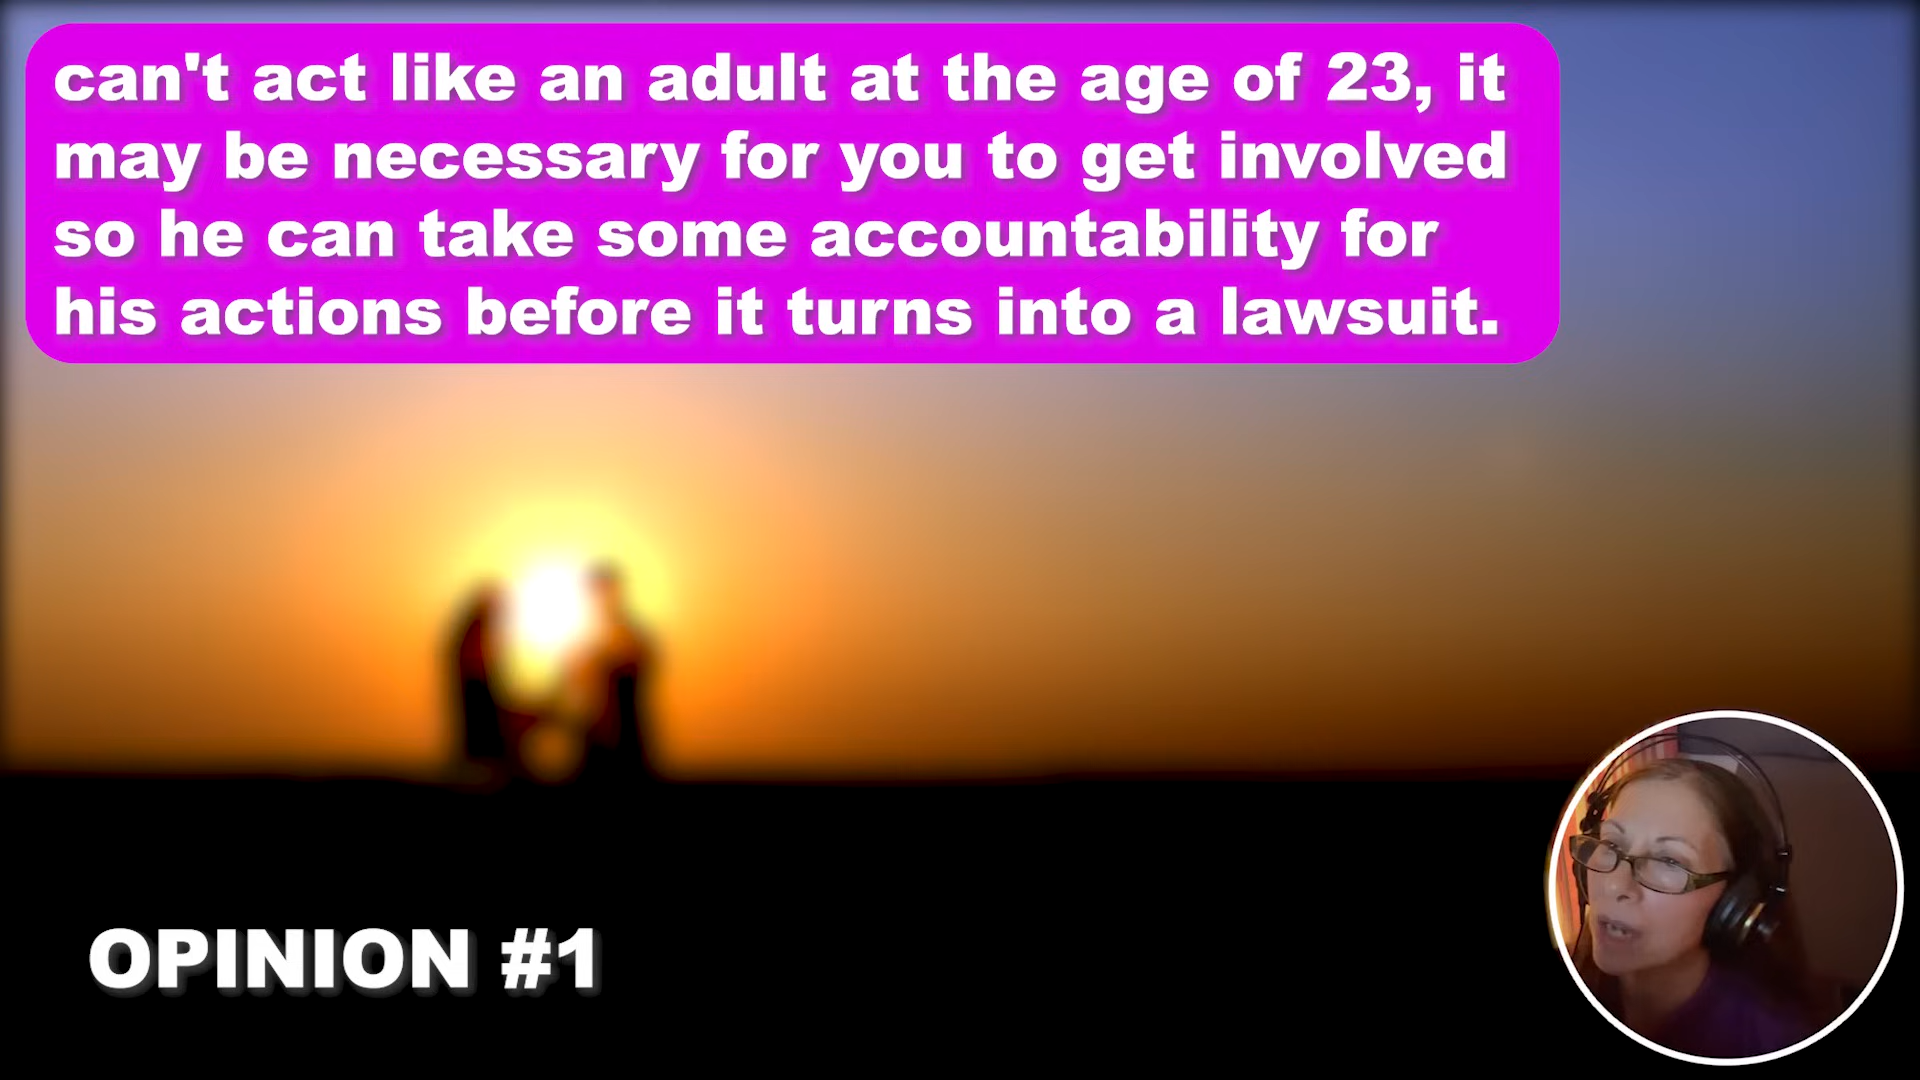 can't act like an adult at the age of 23, it
may be necessary for you to get involved
so he can take some accountability for
his actions before it turns into a lawsuit.
OPINION #1